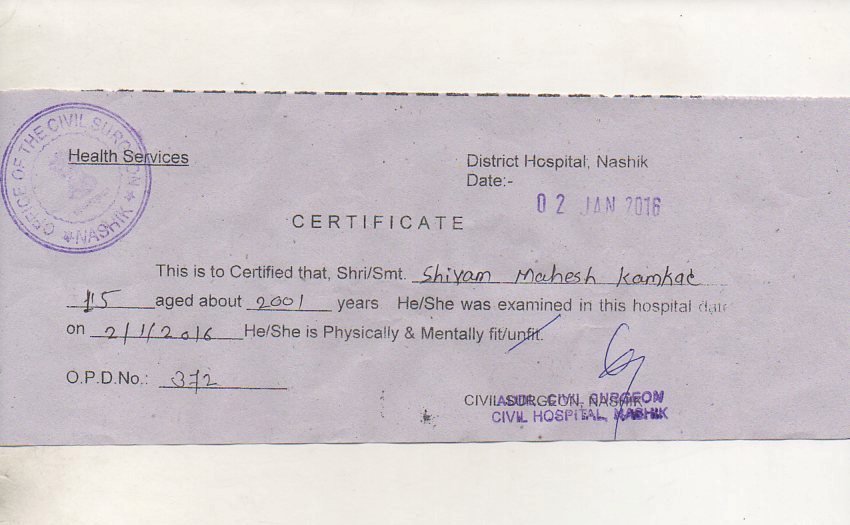 OFFICE OF THE CIVIL SURGEON
NASHIK
Health Services
District Hospital, Nashik
Date:-
02 JAN 2016
CERTIFICATE
This is to Certified that, Shri/Smt. Shivam Mahesh Kamkar
15 aged about 2001 years He/She was examined in this hospital date
on 2/1/2016 He/She is Physically & Mentally fit/unfit.
O.P.D.No.: 372
CIVIL SURGEON, NASHIK
ADDL. CIVIL SURGEON
CIVIL HOSPITAL, NASHIK